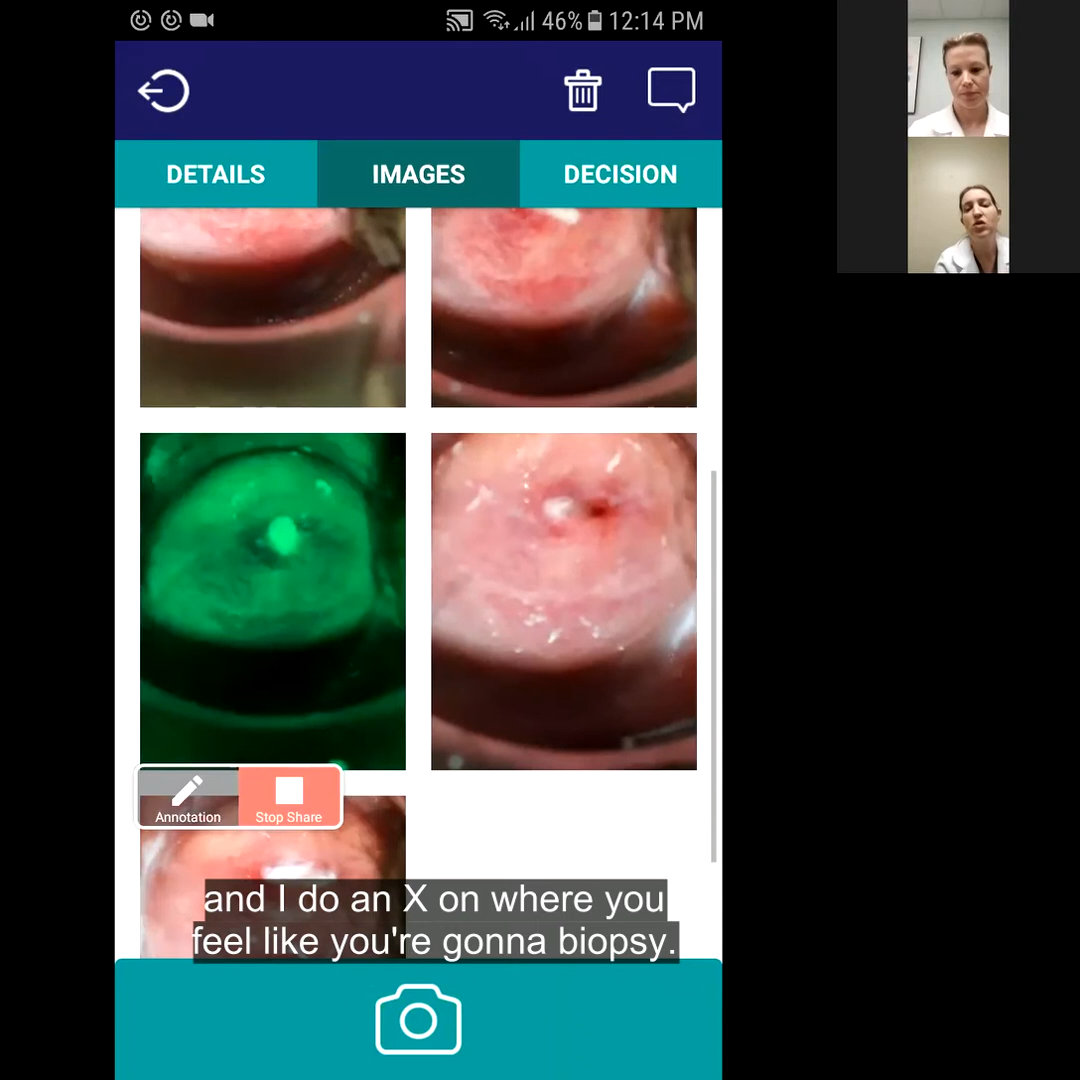 46% 12:14 PM
DETAILS IMAGES DECISION
Annotation Stop Share
and I do an X on where you
feel like you're gonna biopsy.